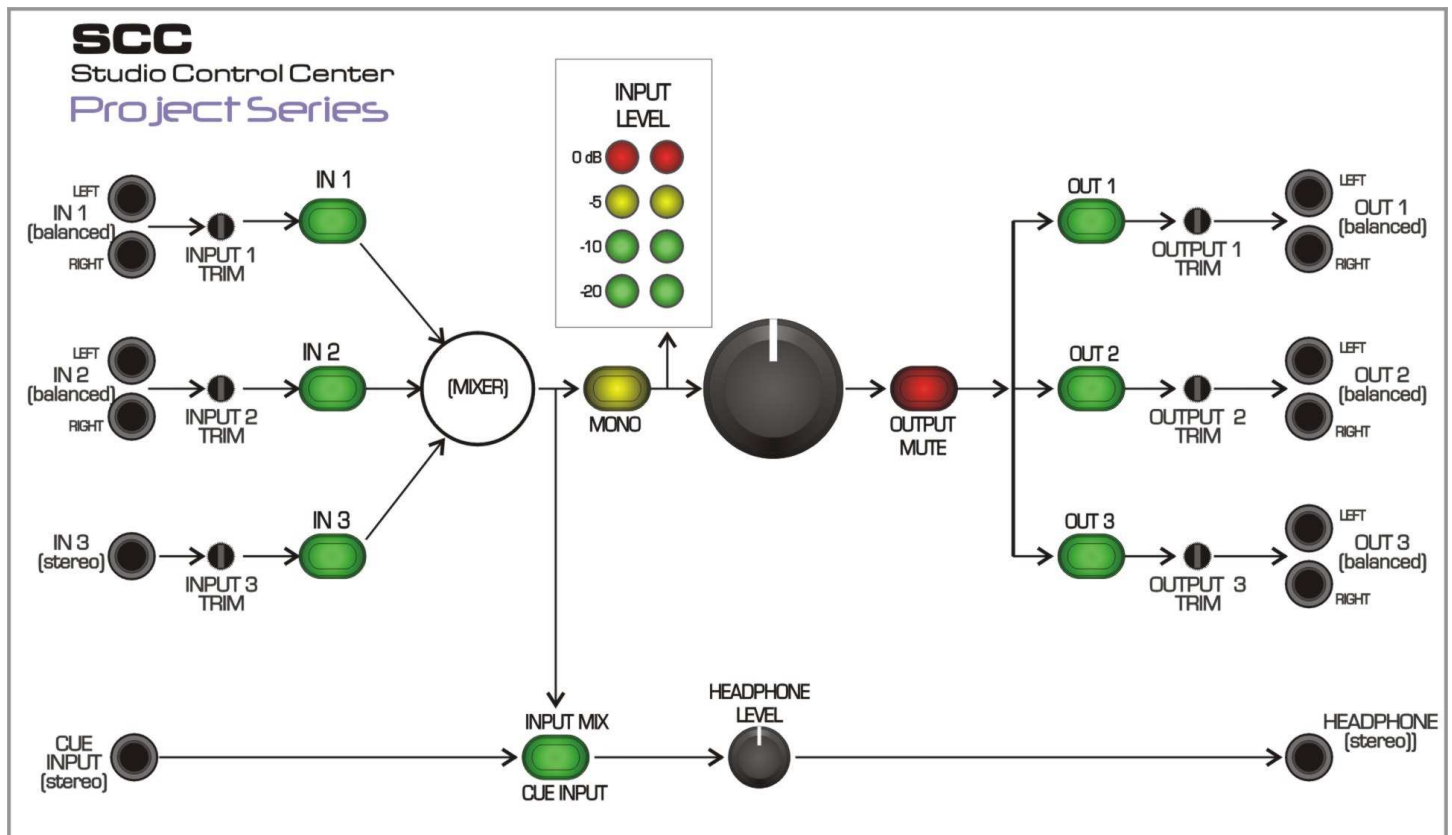 SCC
Studio Control Center
Project Series
INPUT
LEVEL
0 dB
-5
-10
-20
LEFT
IN 1
(balanced)
RIGHT
INPUT 1
TRIM
IN 1
LEFT
IN 2
(balanced)
RIGHT
INPUT 2
TRIM
IN 2
IN 3
(stereo)
INPUT 3
TRIM
IN 3
(MIXER)
MONO
OUTPUT
MUTE
OUT 1
OUTPUT 1
TRIM
LEFT
OUT 1
(balanced)
RIGHT
OUT 2
OUTPUT 2
TRIM
LEFT
OUT 2
(balanced)
RIGHT
OUT 3
OUTPUT 3
TRIM
LEFT
OUT 3
(balanced)
RIGHT
CUE
INPUT
(stereo)
INPUT MIX
CUE INPUT
HEADPHONE
LEVEL
HEADPHONE
(stereo))